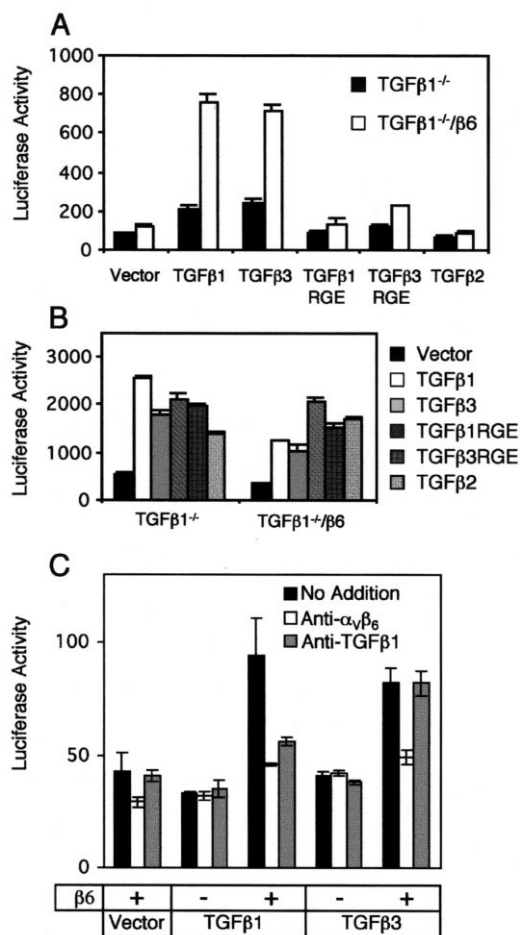 A
Luciferase Activity
1000
800
600
400
200
0
TGFβ1-/-
TGFβ1-/-/β6
Vector TGFβ1 TGFβ3 TGFβ1 RGE TGFβ3 RGE TGFβ2
B
Luciferase Activity
3000
2000
1000
0
TGFβ1-/- TGFβ1-/-/β6
Vector
TGFβ1
TGFβ3
TGFβ1RGE
TGFβ3RGE
TGFβ2
C
Luciferase Activity
100
50
0
No Addition
Anti-αvβ6
Anti-TGFβ1
β6 + - + - +
Vector TGFβ1 TGFβ3